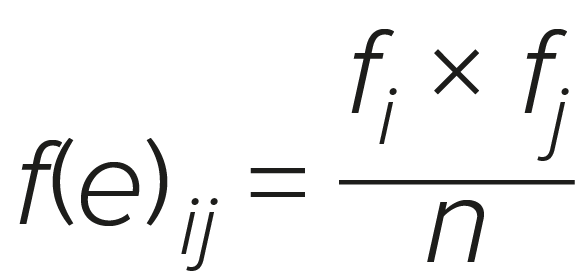 f(e)ij = fi × fj / n